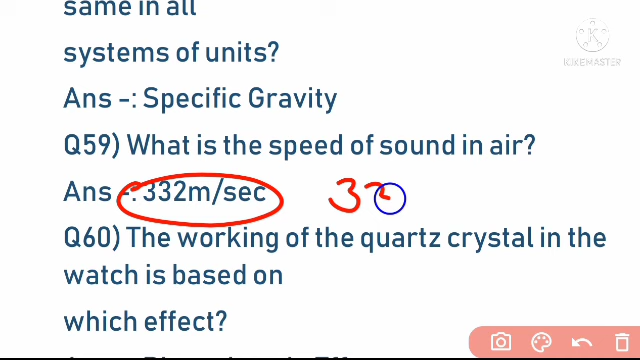 same in all
systems of units?
K
KINEMASTER
Ans -: Specific Gravity
Q59) What is the speed of sound in air?
Ans -: 332m/sec
Q60) The working of the quartz crystal in the
watch is based on
which effect?